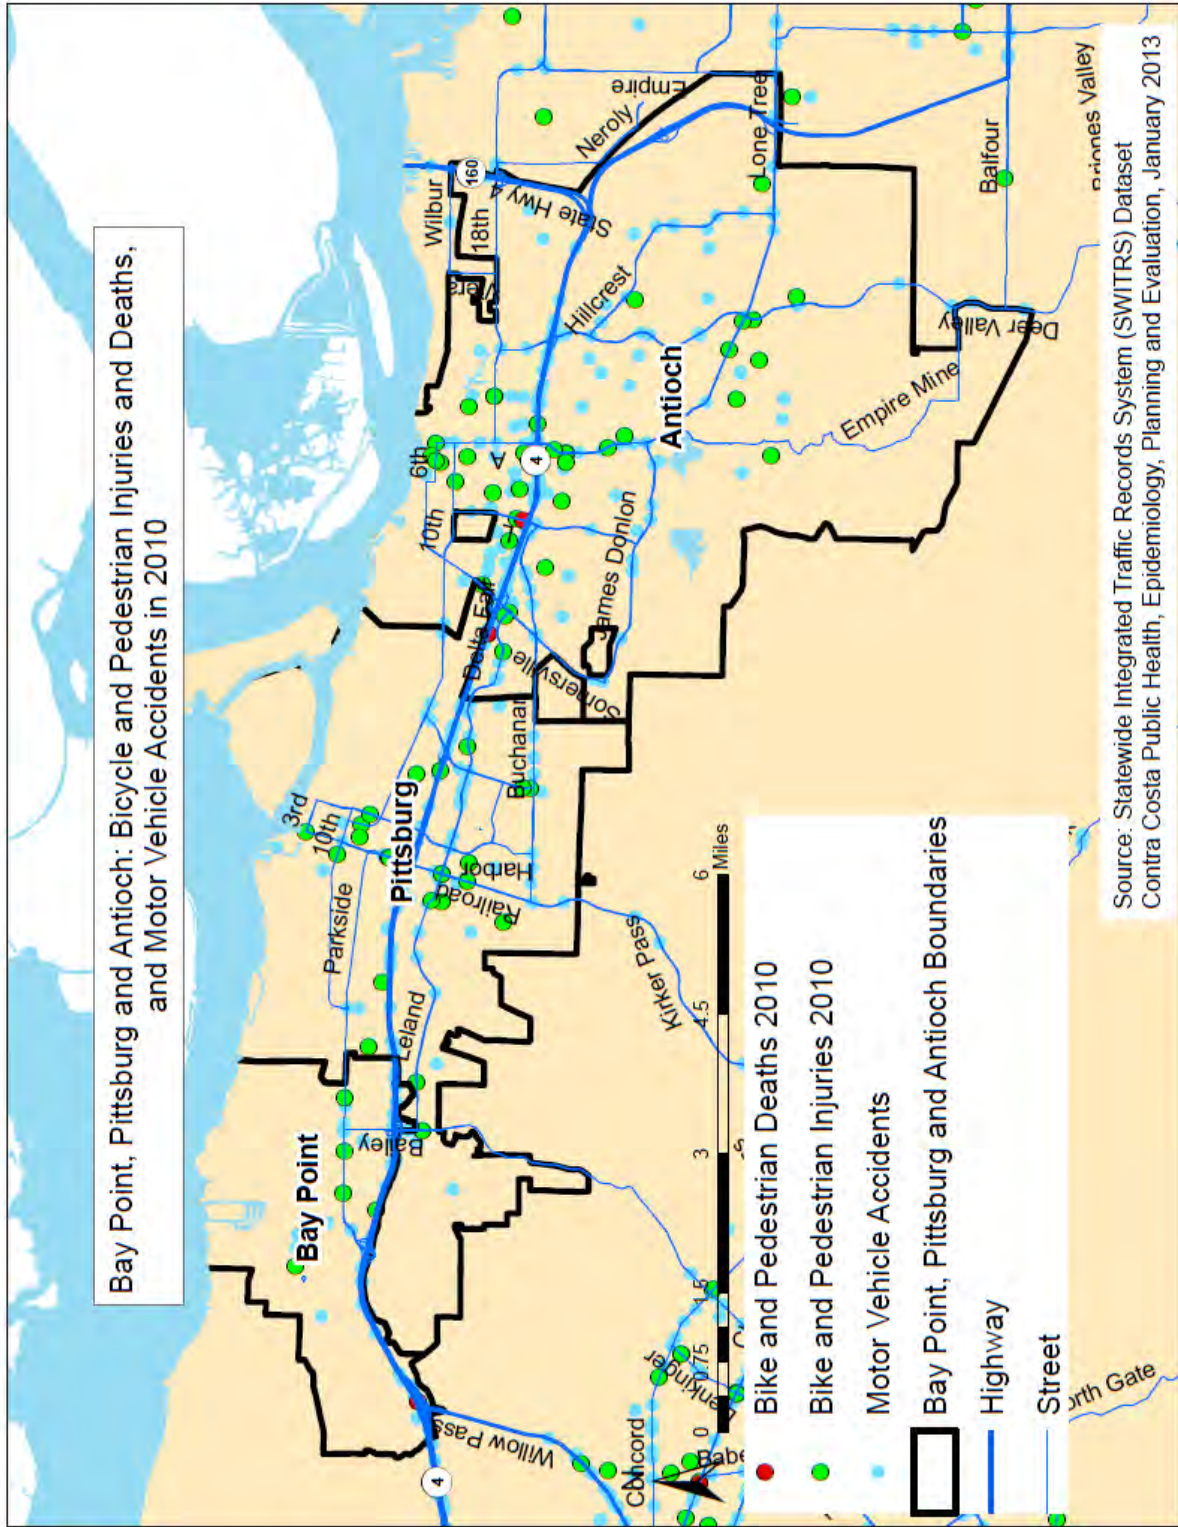 Bay Point, Pittsburg and Antioch: Bicycle and Pedestrian Injuries and Deaths,
and Motor Vehicle Accidents in 2010
Bay Point
Bailey
Willow Pass
4
Leland
Parkside
3rd
10th
Pittsburg
Railroad
Harbor
Buchanan
Kirker Pass
Delta Fair
Somersville
James Donlon
10th
6th
A
4
Antioch
Hillcrest
Viera
Wilbur
18th
160
State Hwy 4
Neroly
Empire
Lone Tree
Empire Mine
Deer Valley
Balfour
Briones Valley
Concord
orth Gate
0 0.75 1.5 3 4.5 6
Miles
Bike and Pedestrian Deaths 2010
Bike and Pedestrian Injuries 2010
Motor Vehicle Accidents
Bay Point, Pittsburg and Antioch Boundaries
Highway
Street
Source: Statewide Integrated Traffic Records System (SWITRS) Dataset
Contra Costa Public Health, Epidemiology, Planning and Evaluation, January 2013